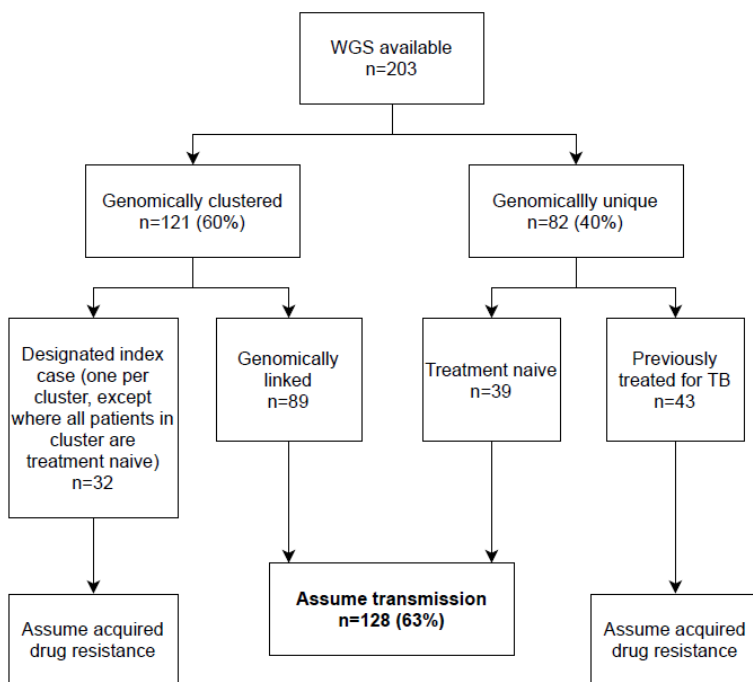 WGS available
n=203
Genomically clustered
n=121 (60%)
Genomicallly unique
n=82 (40%)
Designated index
case (one per
cluster, except
where all patients in
cluster are
treatment naive)
n=32
Genomically
linked
n=89
Treatment naive
n=39
Previously
treated for TB
n=43
Assume acquired
drug resistance
Assume transmission
n=128 (63%)
Assume acquired
drug resistance